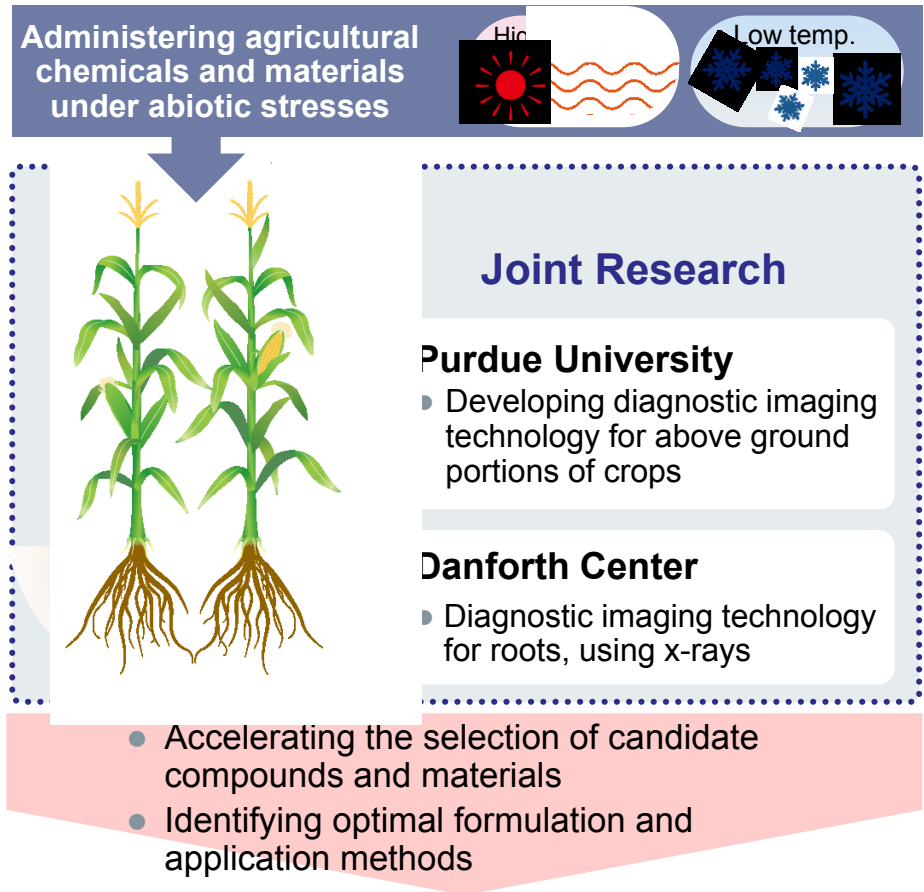 Administering agricultural
chemicals and materials
under abiotic stresses
Low temp.
Joint Research
Purdue University
● Developing diagnostic imaging
technology for above ground
portions of crops
Danforth Center
● Diagnostic imaging technology
for roots, using x-rays
● Accelerating the selection of candidate
compounds and materials
● Identifying optimal formulation and
application methods